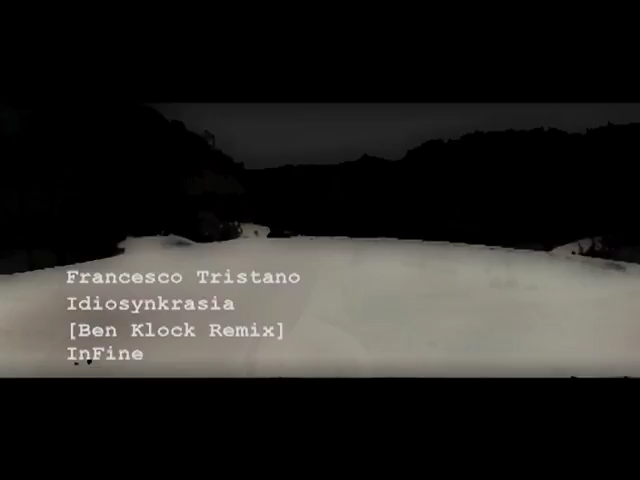 Francesco Tristano
Idiosynkrasia
[Ben Klock Remix]
InFine